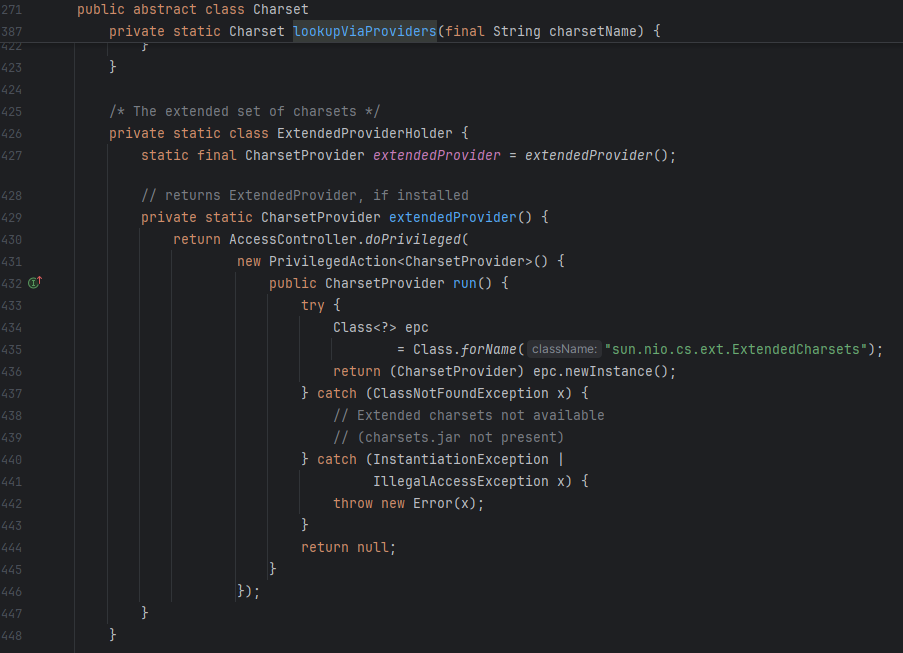 271 public abstract class Charset
387 private static Charset lookupViaProviders(final String charsetName) {
422 }
423 }
424
425 /* The extended set of charsets */
426 private static class ExtendedProviderHolder {
427 static final CharsetProvider extendedProvider = extendedProvider();
428 // returns ExtendedProvider, if installed
429 private static CharsetProvider extendedProvider() {
430 return AccessController.doPrivileged(
431 new PrivilegedAction<CharsetProvider>() {
432 public CharsetProvider run() {
433 try {
434 Class<?> epc
435 = Class.forName( className: "sun.nio.cs.ext.ExtendedCharsets");
436 return (CharsetProvider) epc.newInstance();
437 } catch (ClassNotFoundException x) {
438 // Extended charsets not available
439 // (charsets.jar not present)
440 } catch (InstantiationException |
441 IllegalAccessException x) {
442 throw new Error(x);
443 }
444 return null;
445 }
446 });
447 }
448 }